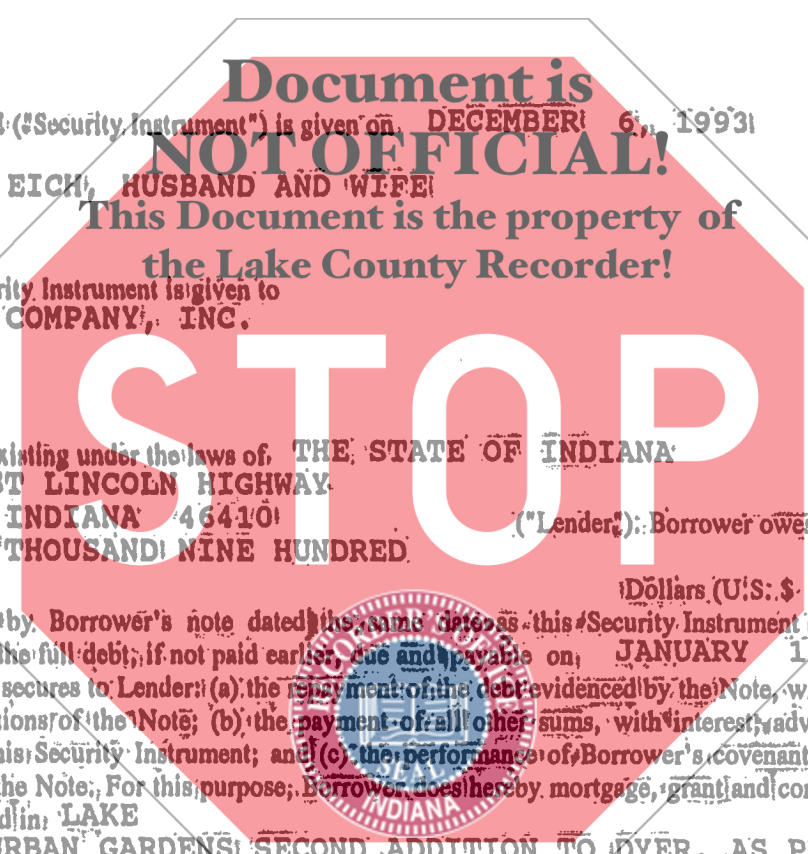 Document is
("Security Instrument") is given on DECEMBER 6, 1993
NOT OFFICIAL!
EICH, HUSBAND AND WIFE
This Document is the property of
the Lake County Recorder!
rity Instrument is given to
COMPANY, INC.
STOP
xisting under the laws of THE STATE OF INDIANA
ST LINCOLN HIGHWAY
INDIANA 46410
("Lender"). Borrower owes
THOUSAND NINE HUNDRED
Dollars (U.S. $
by Borrower's note dated the same date as this Security Instrument
the full debt, if not paid earlier, due and payable on JANUARY 1
secures to Lender: (a) the repayment of the debt evidenced by the Note, w
tions of the Note; (b) the payment of all other sums, with interest, adv
his Security Instrument; and (c) the performance of Borrower's covenant
the Note. For this purpose, Borrower does hereby mortgage, grant and con
d in LAKE
RBAN GARDENS SECOND ADDITION TO DYER, AS P
SEAL
INDIANA